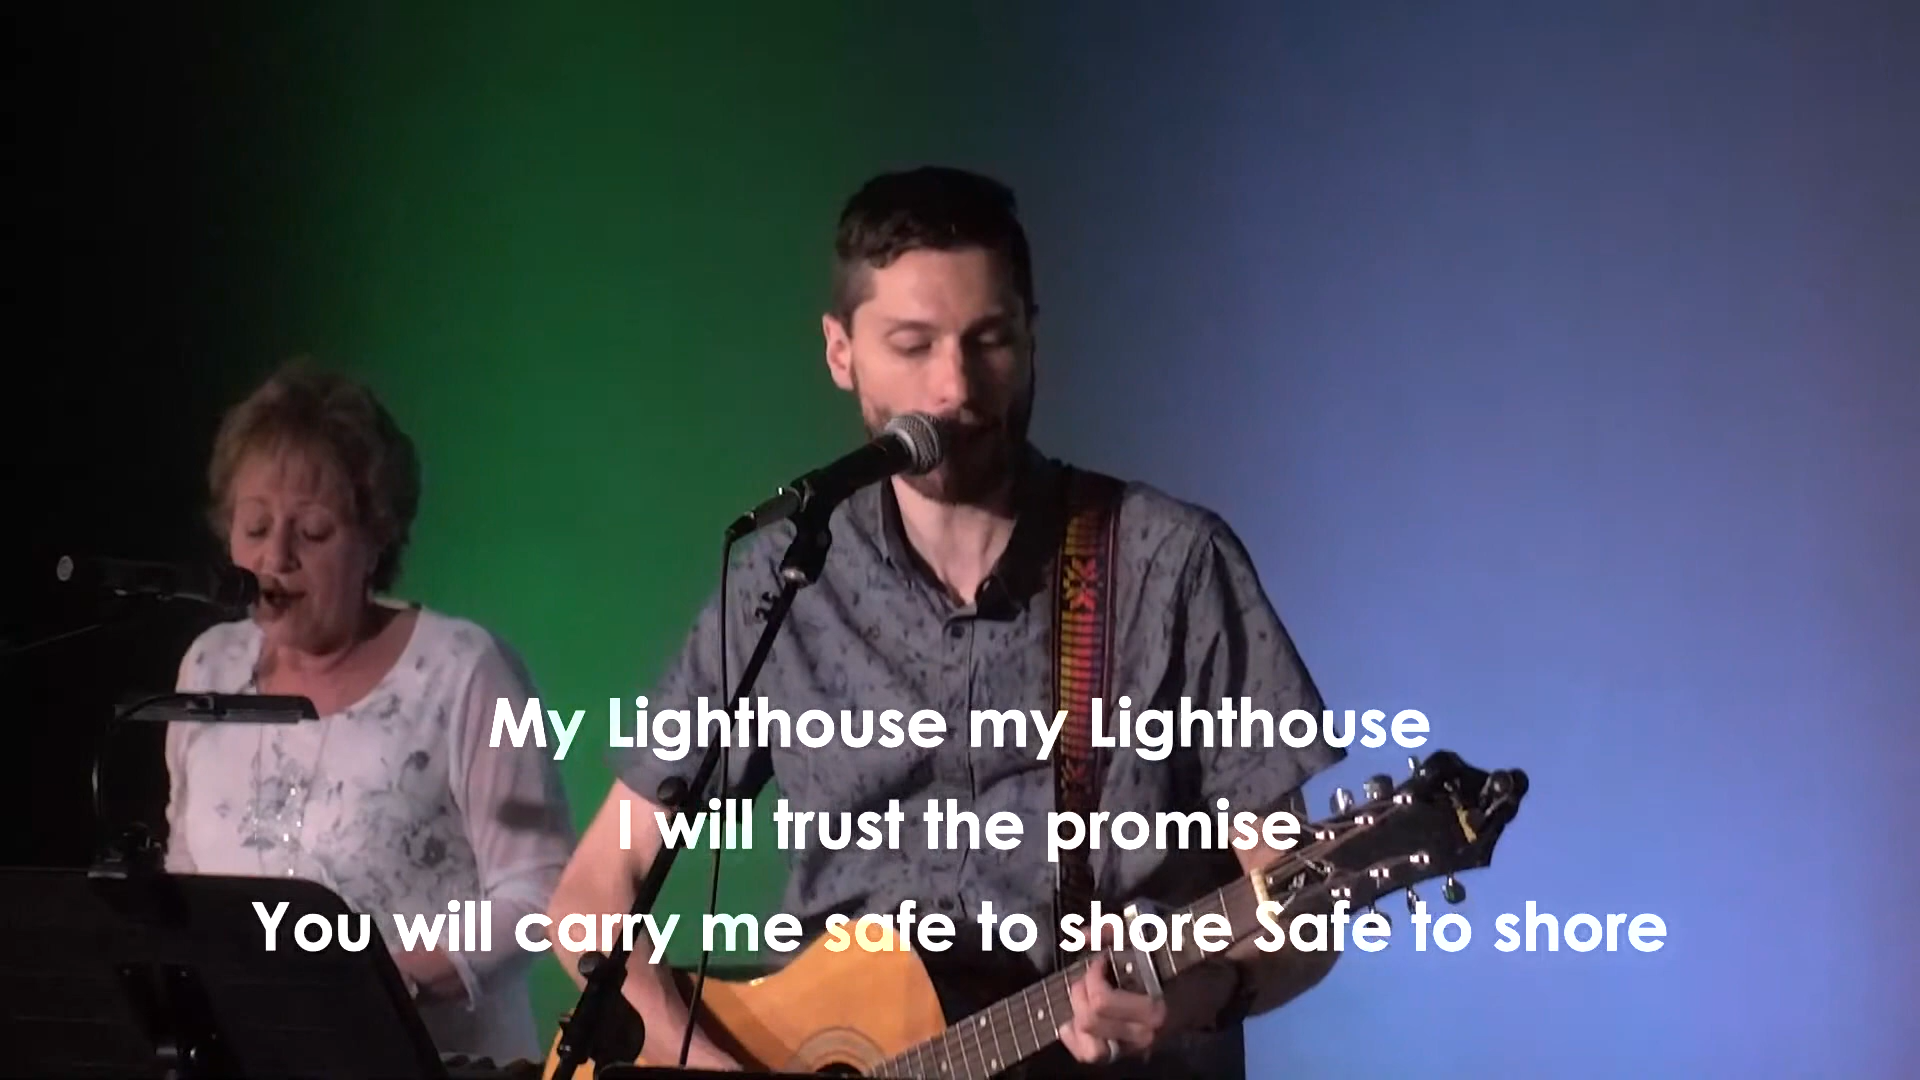 My Lighthouse my Lighthouse
I will trust the promise
You will carry me safe to shore Safe to shore